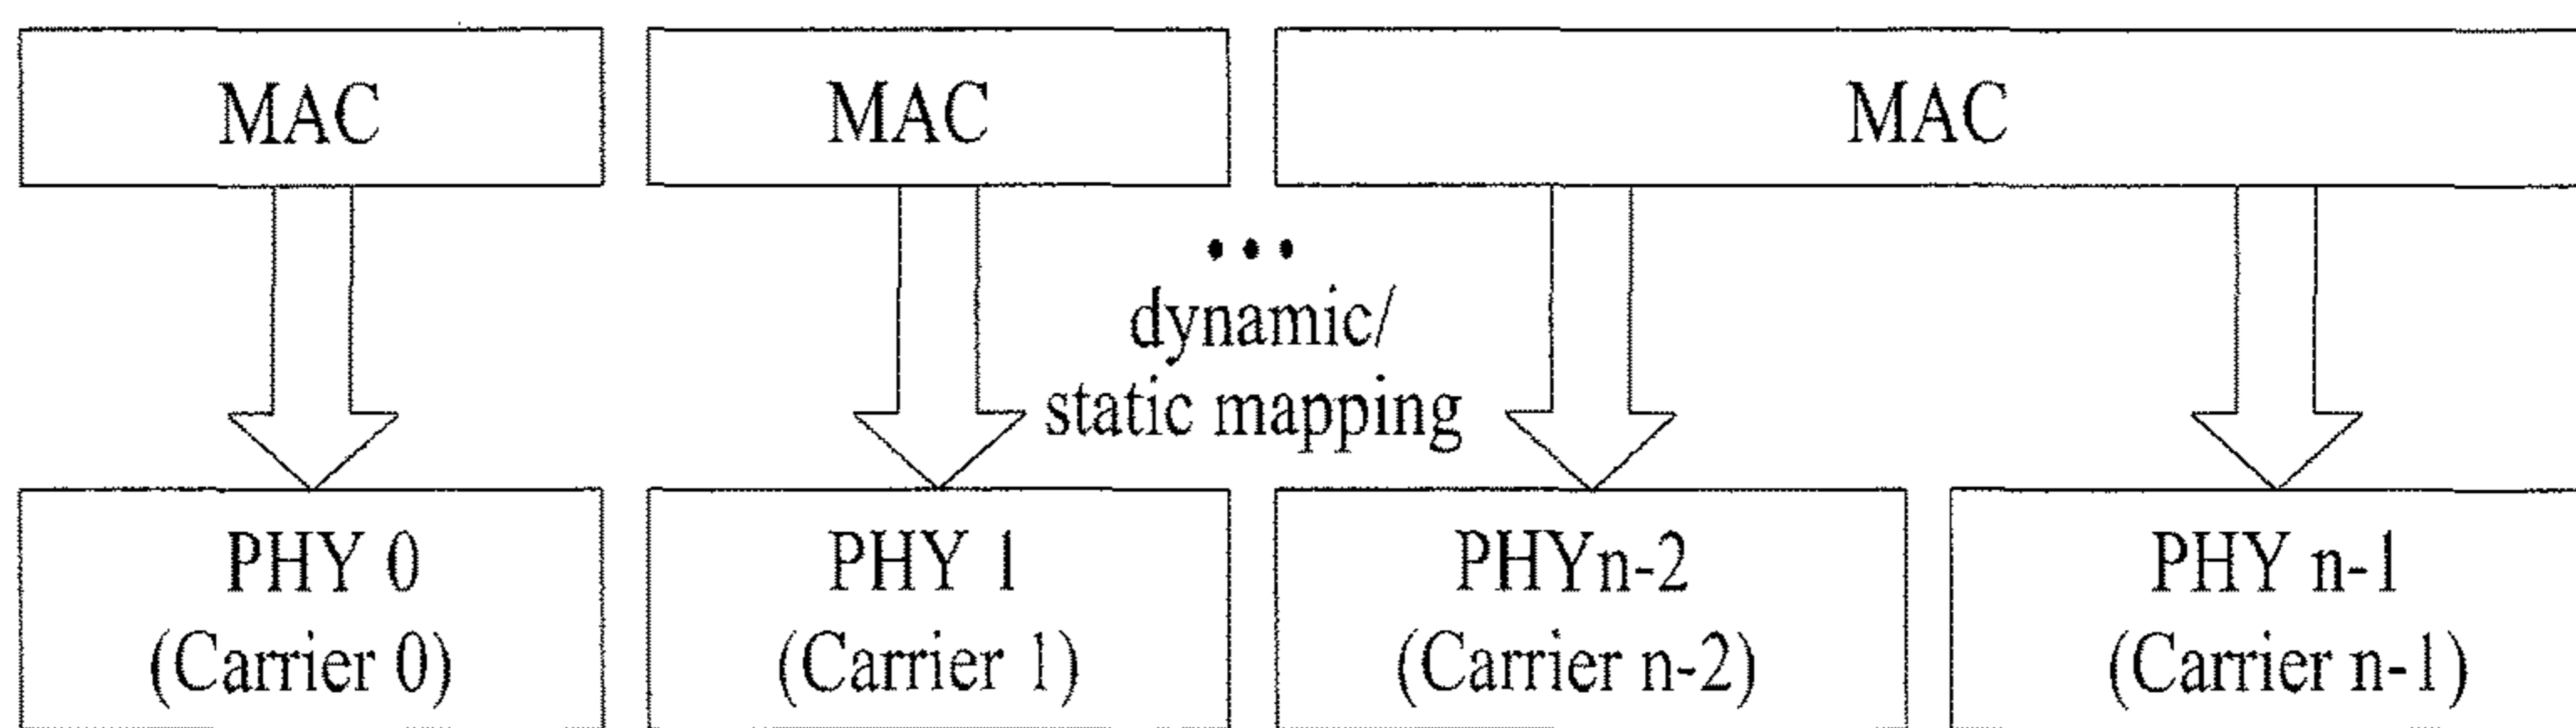 MAC
MAC
MAC
•••
dynamic/
static mapping
PHY 0
(Carrier 0)
PHY 1
(Carrier 1)
PHYn-2
(Carrier n-2)
PHY n-1
(Carrier n-1)